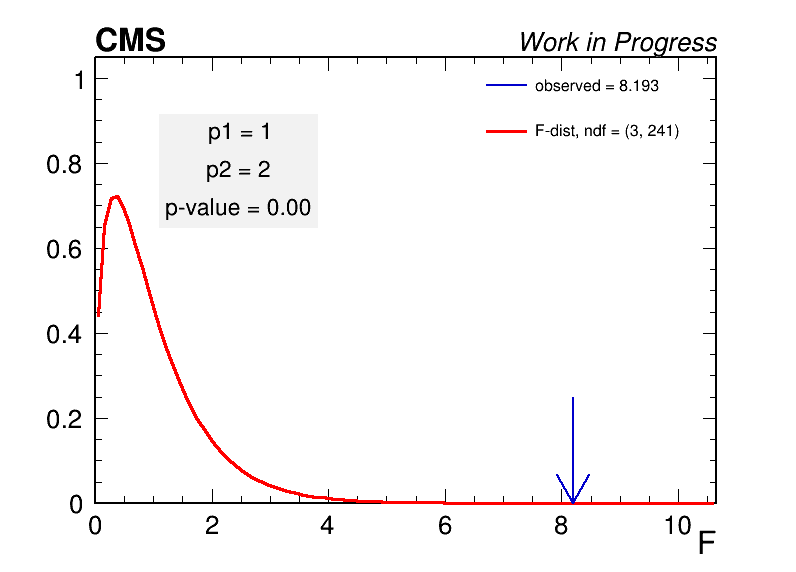 CMS
Work in Progress
observed = 8.193
F-dist, ndf = (3, 241)
p1 = 1
p2 = 2
p-value = 0.00
1
0.8
0.6
0.4
0.2
0
0 2 4 6 8 10
F